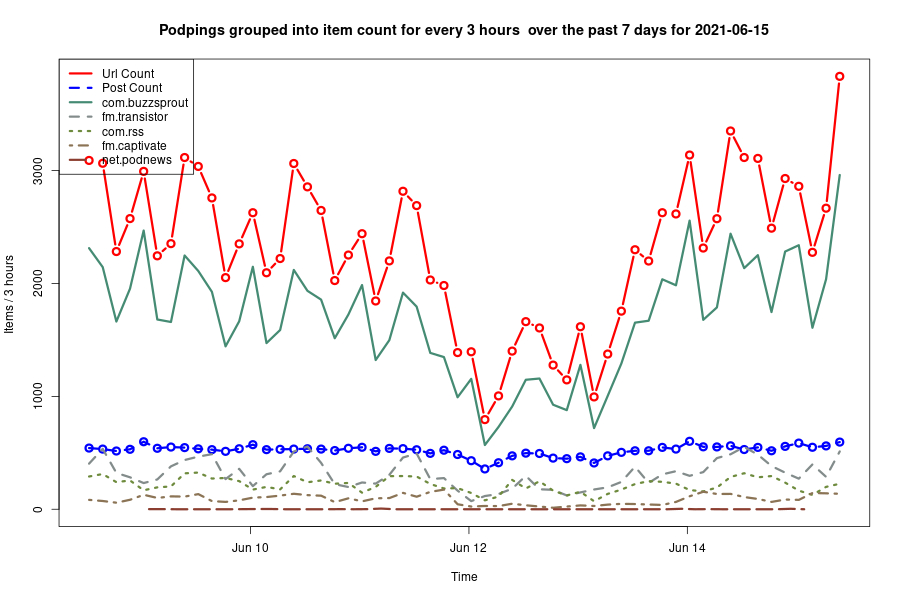 Podpings grouped into item count for every 3 hours  over the past 7 days for 2021-06-15
Url Count
Post Count
com.buzzsprout
fm.transistor
com.rss
fm.captivate
net.podnews
Items / 3 hours
3000
2000
1000
0
Jun 10
Jun 12
Jun 14
Time